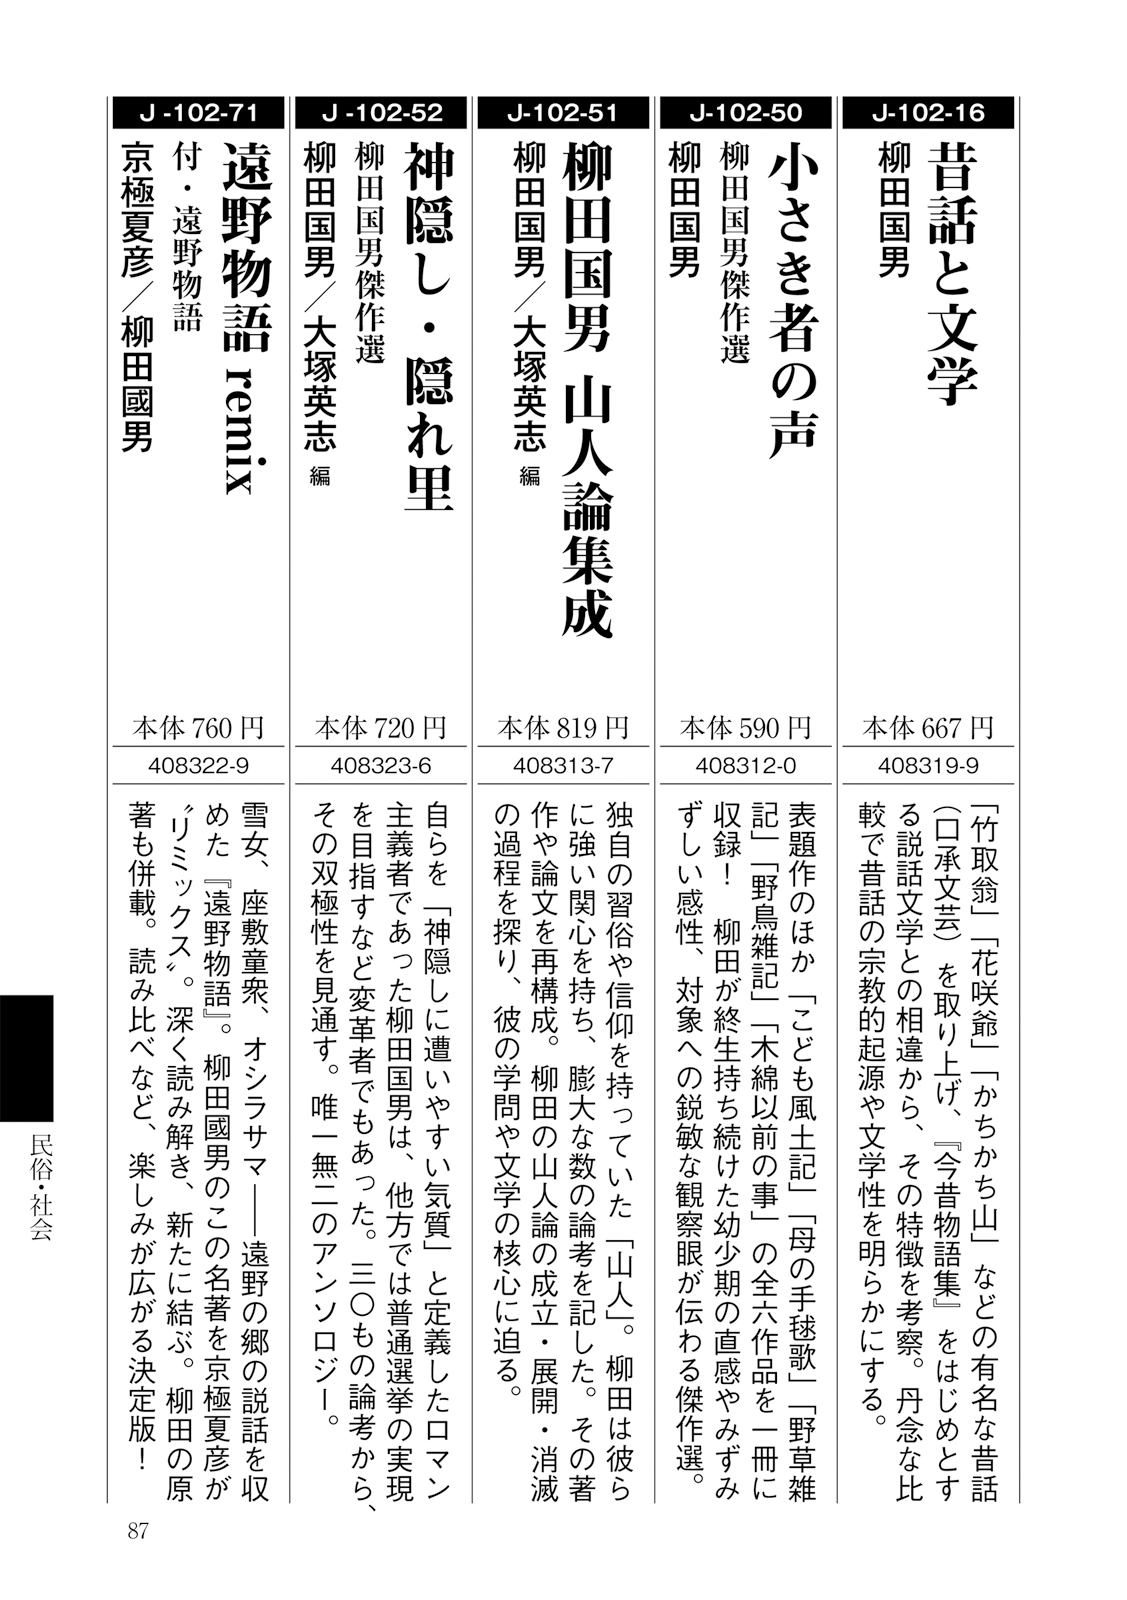 J-102-16
昔話と文学
柳田国男
本体 667 円
408319-9
「竹取翁」「花咲爺」「かちかち山」などの有名な昔話
（口承文芸）を取り上げ、『今昔物語集』をはじめとす
る説話文学との相違から、その特徴を考察。丹念な比
較で昔話の宗教的起源や文学性を明らかにする。
J-102-50
小さき者の声
柳田国男傑作選
柳田国男
本体 590 円
408312-0
表題作のほか「こども風土記」「母の手毬歌」「野草雑
記」「野鳥雑記」「木綿以前の事」の全六作品を一冊に
収録！　柳田が終生持ち続けた幼少期の直感やみずみ
ずしい感性、対象への鋭敏な観察眼が伝わる傑作選。
J-102-51
柳田国男 山人論集成
柳田国男／大塚英志 編
本体 819 円
408313-7
独自の習俗や信仰を持っていた「山人」。柳田は彼ら
に強い関心を持ち、膨大な数の論考を記した。その著
作や論文を再構成。柳田の山人論の成立・展開・消滅
の過程を探り、彼の学問や文学の核心に迫る。
J -102-52
神隠し・隠れ里
柳田国男傑作選
柳田国男／大塚英志 編
本体 720 円
408323-6
自らを「神隠しに遭いやすい気質」と定義したロマン
主義者であった柳田国男は、他方では普通選挙の実現
を目指すなど変革者でもあった。三〇もの論考から、
その双極性を見通す。唯一無二のアンソロジー。
J -102-71
遠野物語 remix
付・遠野物語
京極夏彦／柳田國男
本体 760 円
408322-9
雪女、座敷童衆、オシラサマ――遠野の郷の説話を収
めた『遠野物語』。柳田國男のこの名著を京極夏彦が
〝リミックス〟。深く読み解き、新たに結ぶ。柳田の原
著も併載。読み比べなど、楽しみが広がる決定版！
民俗・社会
87